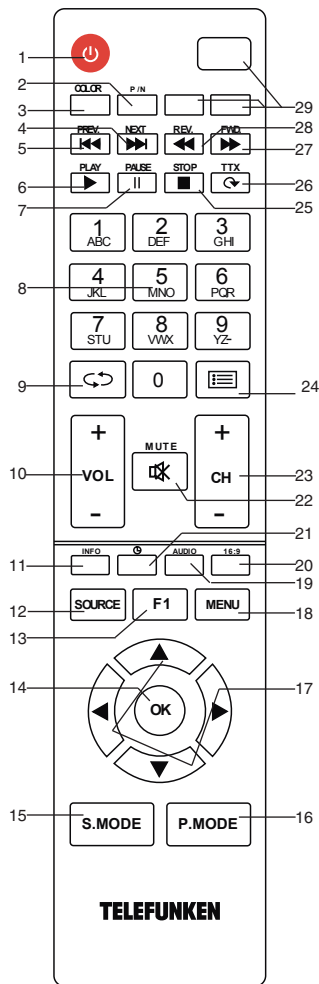 1
2
COLOR
P/N
3
29
4
PREV.
NEXT
REV.
FWD.
28
5
27
6
PLAY
PAUSE
STOP
TTX
26
7
25
1
ABC
2
DEF
3
GHI
8
4
JKL
5
MNO
6
PQR
7
STU
8
VWX
9
YZ-
9
0
24
10
+
VOL
-
MUTE
+
CH
-
23
22
21
11
INFO
AUDIO
16:9
20
19
12
SOURCE
F1
MENU
18
13
14
OK
17
15
S.MODE
P.MODE
16
TELEFUNKEN